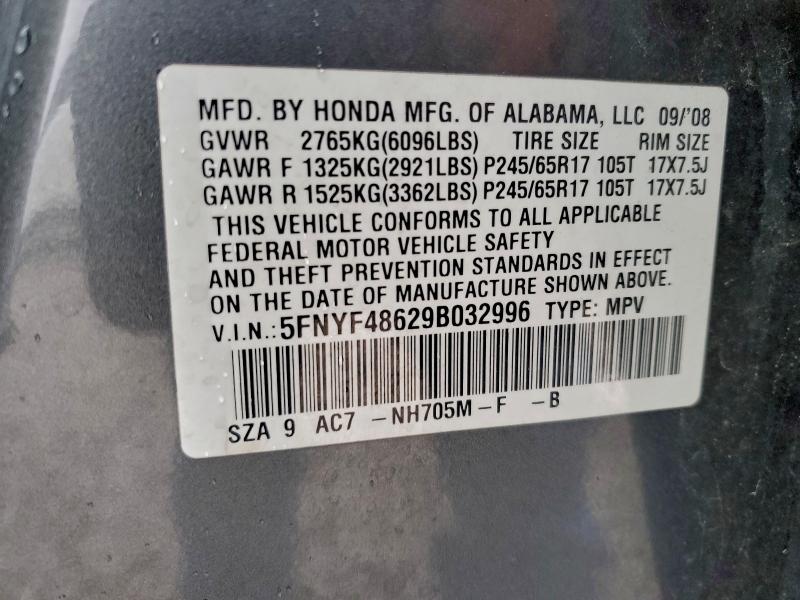 MFD. BY HONDA MFG. OF ALABAMA, LLC 09/'08
GVWR 2765KG(6096LBS) TIRE SIZE RIM SIZE
GAWR F 1325KG(2921LBS) P245/65R17 105T 17X7.5J
GAWR R 1525KG(3362LBS) P245/65R17 105T 17X7.5J
THIS VEHICLE CONFORMS TO ALL APPLICABLE
FEDERAL MOTOR VEHICLE SAFETY
AND THEFT PREVENTION STANDARDS IN EFFECT
ON THE DATE OF MANUFACTURE SHOWN ABOVE.
V.I.N.: 5FNYF48629B032996 TYPE: MPV
SZA 9 AC7 -NH705M-F -B